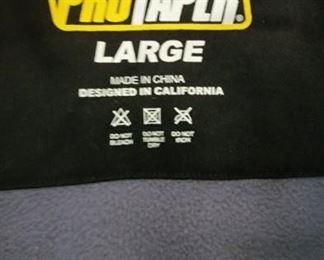 PROTAPER®
LARGE
MADE IN CHINA
DESIGNED IN CALIFORNIA
DO NOT BLEACH
DO NOT TUMBLE DRY
DO NOT IRON